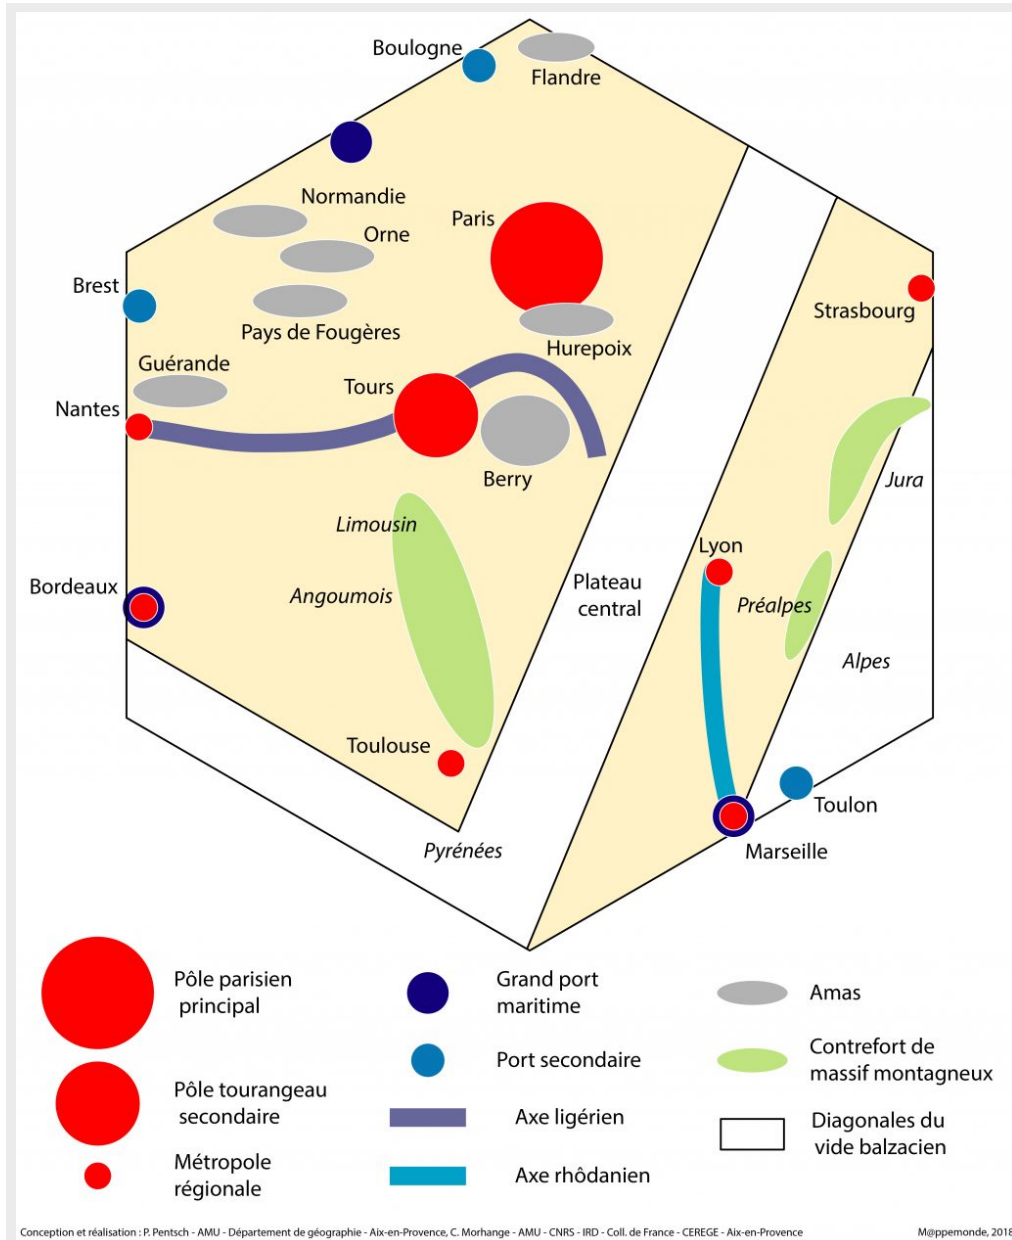 Boulogne
Flandre
Normandie
Orne
Paris
Brest
Strasbourg
Pays de Fougères
Hurepoix
Guérande
Tours
Nantes
Berry
Jura
Limousin
Lyon
Bordeaux
Angoumois
Plateau
central
Préalpes
Alpes
Toulouse
Toulon
Pyrénées
Marseille
Pôle parisien
principal
Pôle tourangeau
secondaire
Métropole
régionale
Grand port
maritime
Port secondaire
Axe ligérien
Axe rhôdanien
Amas
Contrefort de
massif montagneux
Diagonales du
vide balzacien
Conception et réalisation : P. Pentsch - AMU - Département de géographie - Aix-en-Provence, C. Morhange - AMU - CNRS - IRD - Coll. de France - CEREGE - Aix-en-Provence
M@ppemonde, 2018